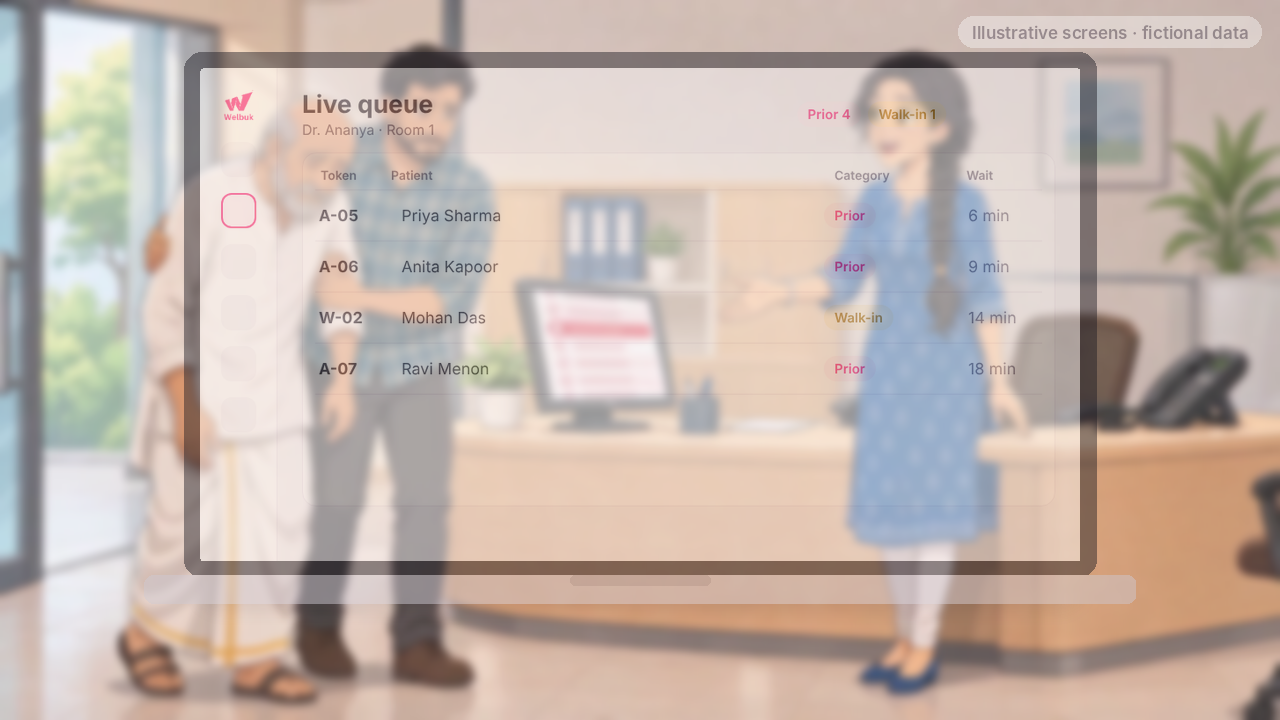 Illustrative screens · fictional data
Welbuk
Live queue
Dr. Ananya · Room 1
Prior 4
Walk-in 1
Token Patient Category Wait
A-05 Priya Sharma Prior 6 min
A-06 Anita Kapoor Prior 9 min
W-02 Mohan Das Walk-in 14 min
A-07 Ravi Menon Prior 18 min